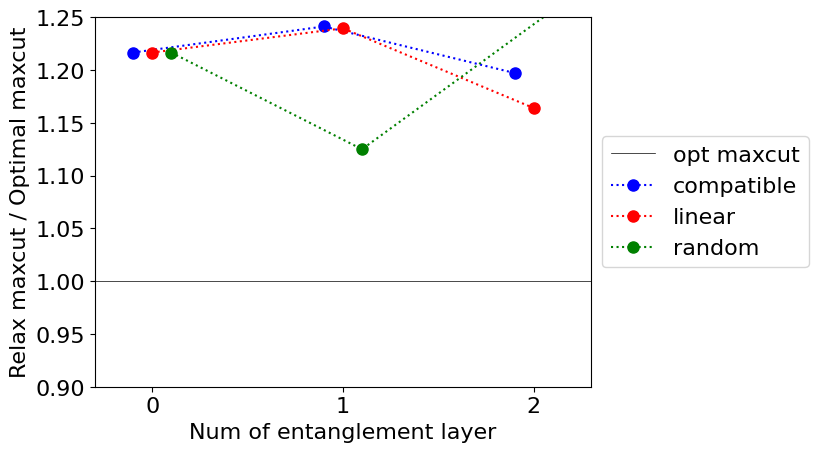 Relax maxcut / Optimal maxcut
1.25
1.20
1.15
1.10
1.05
1.00
0.95
0.90
0
1
2
Num of entanglement layer
opt maxcut
compatible
linear
random